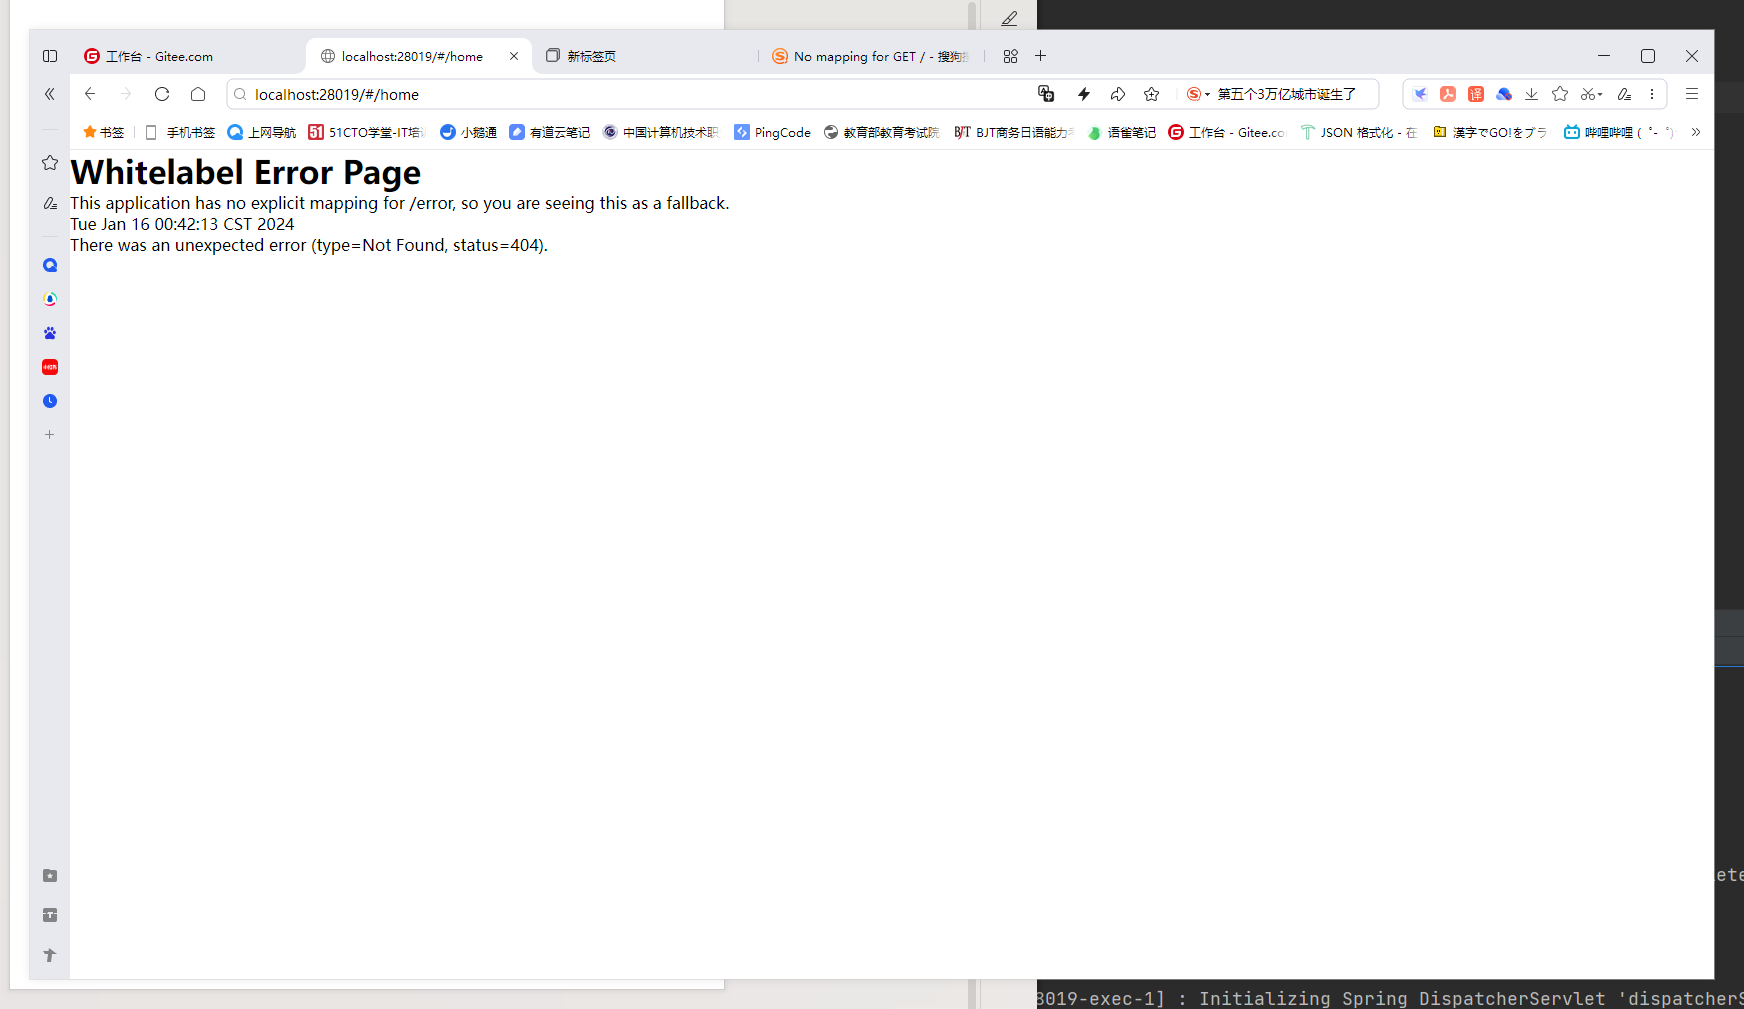 工作台 - Gitee.com
localhost:28019/#/home
新标签页
No mapping for GET / - 搜狗
localhost:28019/#/home
第五个3万亿城市诞生了
译
书签
手机书签
上网导航
51
51CTO学堂-IT培
小鹅通
有道云笔记
中国计算机技术职
PingCode
教育部教育考试院
BJT
BJT商务日语能力
语雀笔记
工作台 - Gitee.co
JSON 格式化 - 在
漢字でGO!をブラ
哔哩哔哩 ( ゜- ゜)
Whitelabel Error Page
This application has no explicit mapping for /error, so you are seeing this as a fallback.
Tue Jan 16 00:42:13 CST 2024
There was an unexpected error (type=Not Found, status=404).
ete
8019-exec-1] : Initializing Spring DispatcherServlet 'dispatcherS